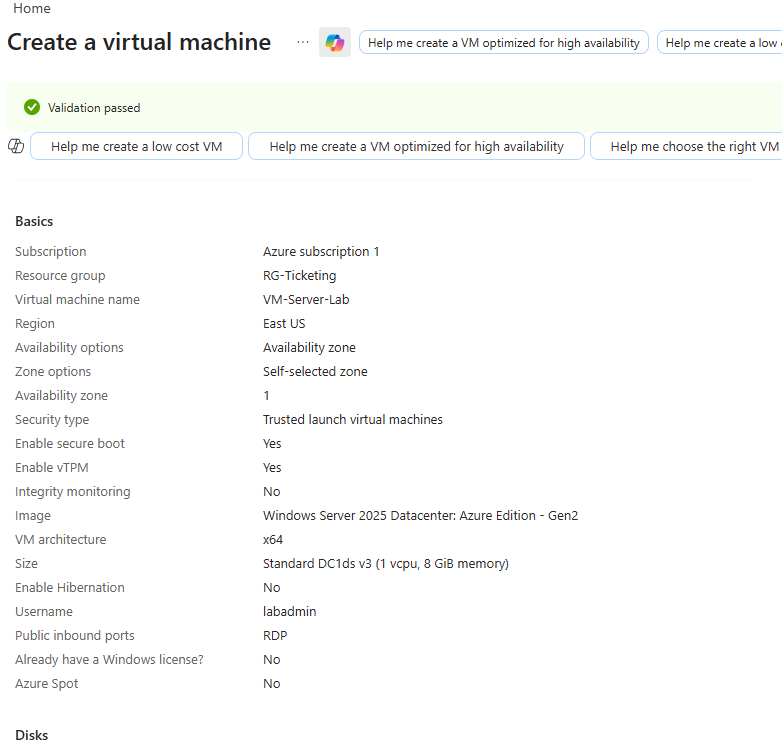 Home
Create a virtual machine ... Help me create a VM optimized for high availability Help me create a low
Validation passed
Help me create a low cost VM Help me create a VM optimized for high availability Help me choose the right VM
Basics
Subscription Azure subscription 1
Resource group RG-Ticketing
Virtual machine name VM-Server-Lab
Region East US
Availability options Availability zone
Zone options Self-selected zone
Availability zone 1
Security type Trusted launch virtual machines
Enable secure boot Yes
Enable vTPM Yes
Integrity monitoring No
Image Windows Server 2025 Datacenter: Azure Edition - Gen2
VM architecture x64
Size Standard DC1ds v3 (1 vcpu, 8 GiB memory)
Enable Hibernation No
Username labadmin
Public inbound ports RDP
Already have a Windows license? No
Azure Spot No
Disks